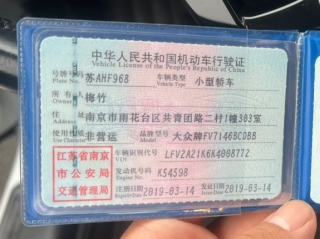 中华人民共和国机动车行驶证
Vehicle License of the People's Republic of China
号牌号码 苏AHF968 车辆类型 小型轿车
Plate No. Vehicle Type
所有人 梅竹
Owner
住址 南京市雨花台区共青团路二村1幢303室
Address
使用性质 非营运 品牌型号 大众牌FV7146BCDBB
Use Character Model
江苏省南京
市公安局
交通管理局
车辆识别代号 LFV2A21K6K4008772
VIN
发动机号码 K54598
Engine No.
注册日期 2019-03-14 发证日期 2019-03-14
Register Date Issue Date